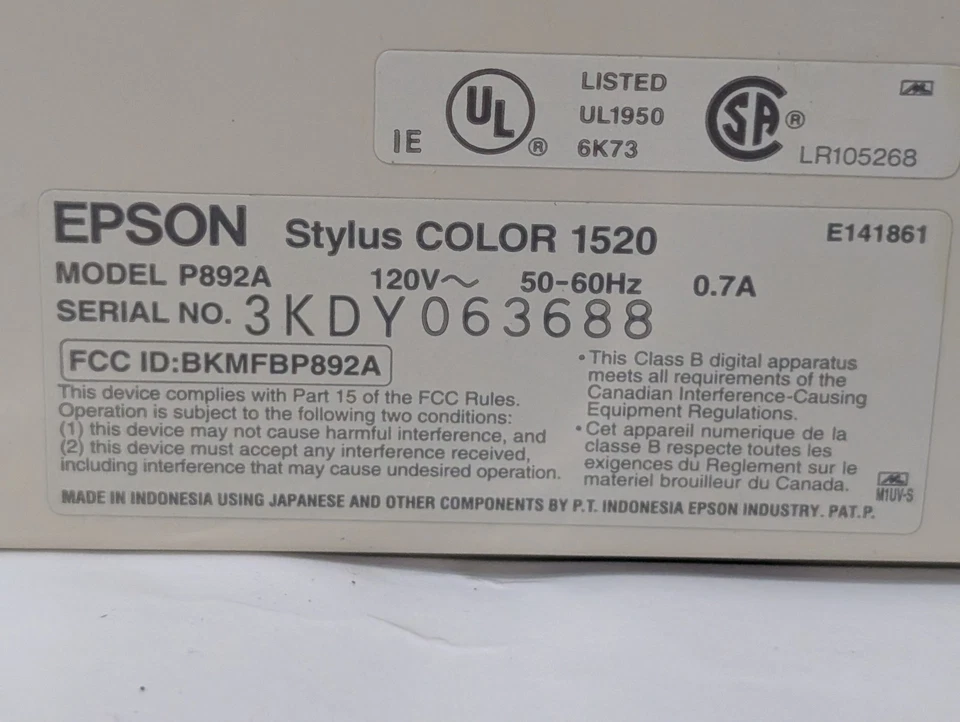 IE
UL ®
LISTED
UL1950
6K73
SA ®
LR105268
EPSON Stylus COLOR 1520 E141861
MODEL P892A 120V~ 50-60Hz 0.7A
SERIAL NO. 3KDY063688
FCC ID:BKMFBP892A
This device complies with Part 15 of the FCC Rules.
Operation is subject to the following two conditions:
(1) this device may not cause harmful interference, and
(2) this device must accept any interference received,
including interference that may cause undesired operation.
•This Class B digital apparatus
meets all requirements of the
Canadian Interference-Causing
Equipment Regulations.
•Cet appareil numerique de la
classe B respecte toutes les
exigences du Reglement sur le
materiel brouilleur du Canada.
M1UV-S
MADE IN INDONESIA USING JAPANESE AND OTHER COMPONENTS BY P.T. INDONESIA EPSON INDUSTRY. PAT.P.